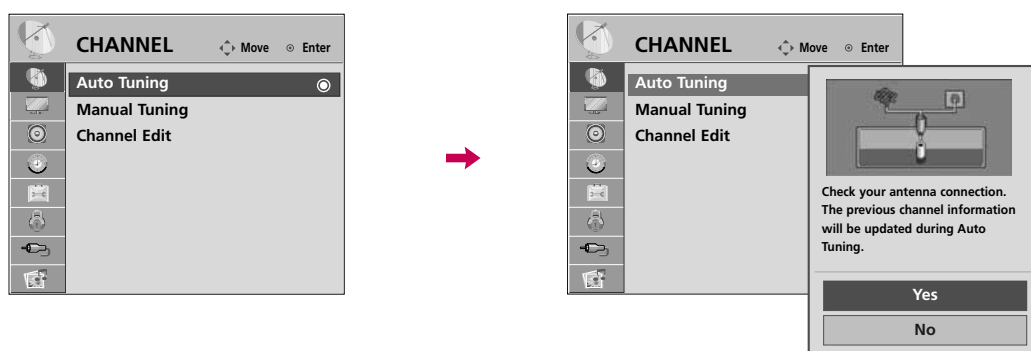 CHANNEL Move Enter
Auto Tuning
Manual Tuning
Channel Edit
CHANNEL Move Enter
Auto Tuning
Manual Tuning
Channel Edit
Check your antenna connection.
The previous channel information
will be updated during Auto
Tuning.
Yes
No